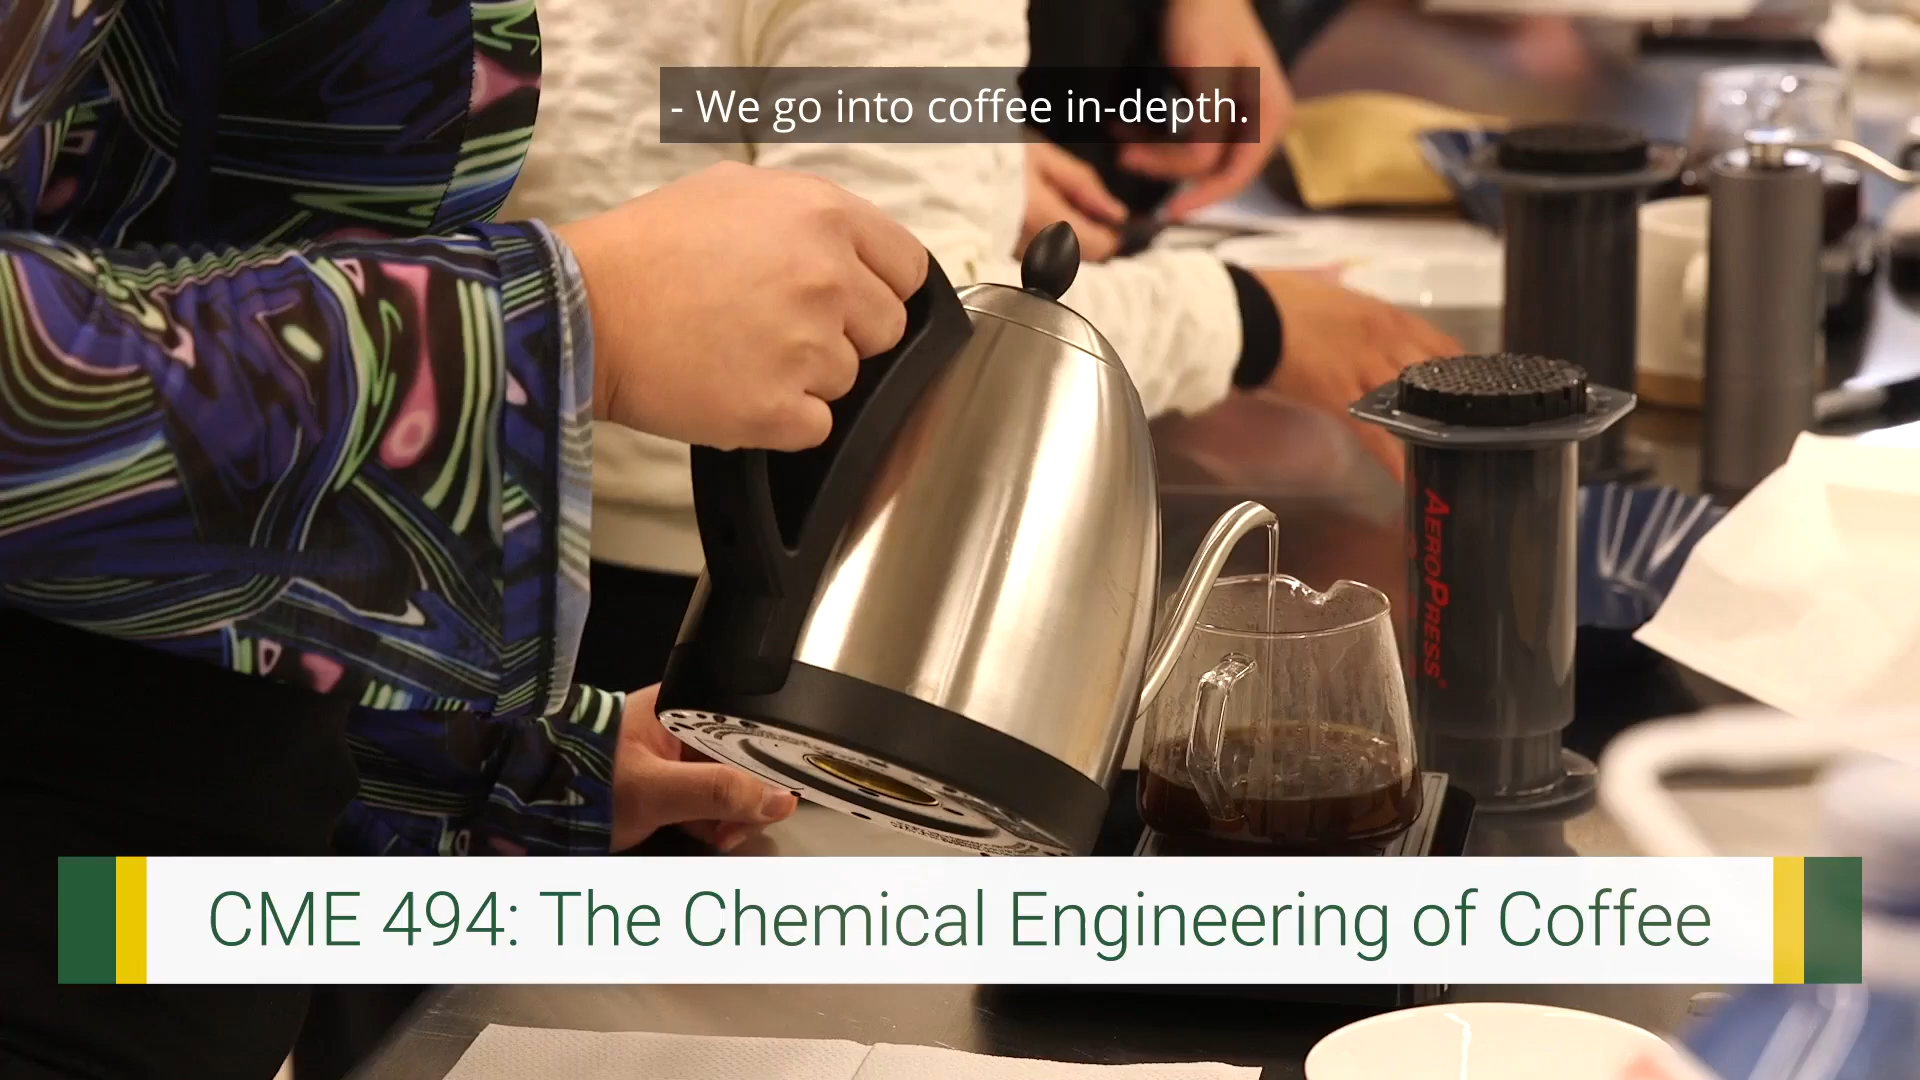 - We go into coffee in-depth.
AEROPRESS®
CME 494: The Chemical Engineering of Coffee